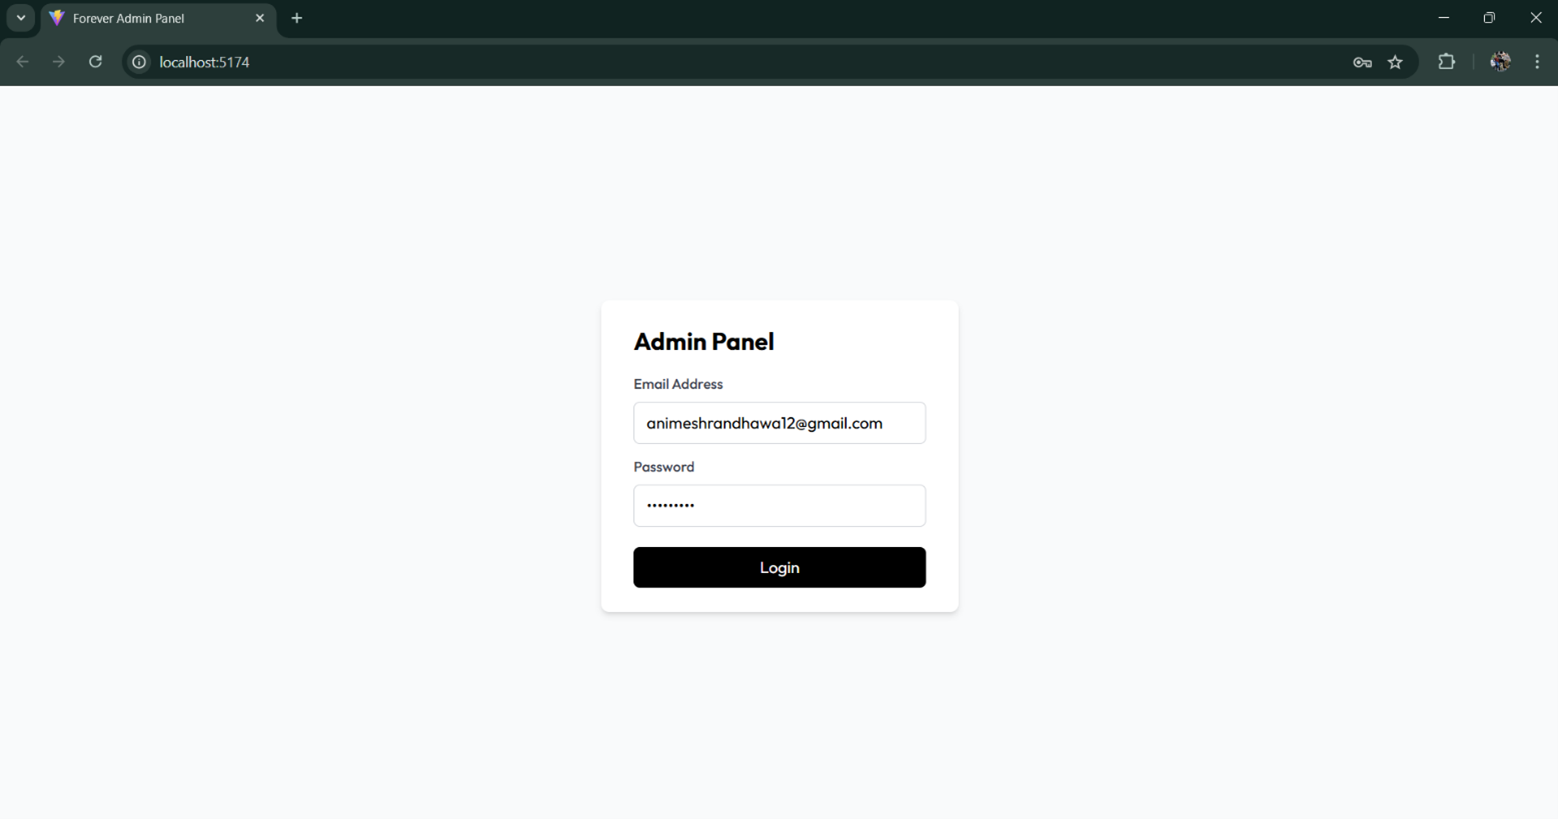 Forever Admin Panel
localhost:5174
Admin Panel
Email Address
animeshrandhawa12@gmail.com
Password
•••••••••
Login